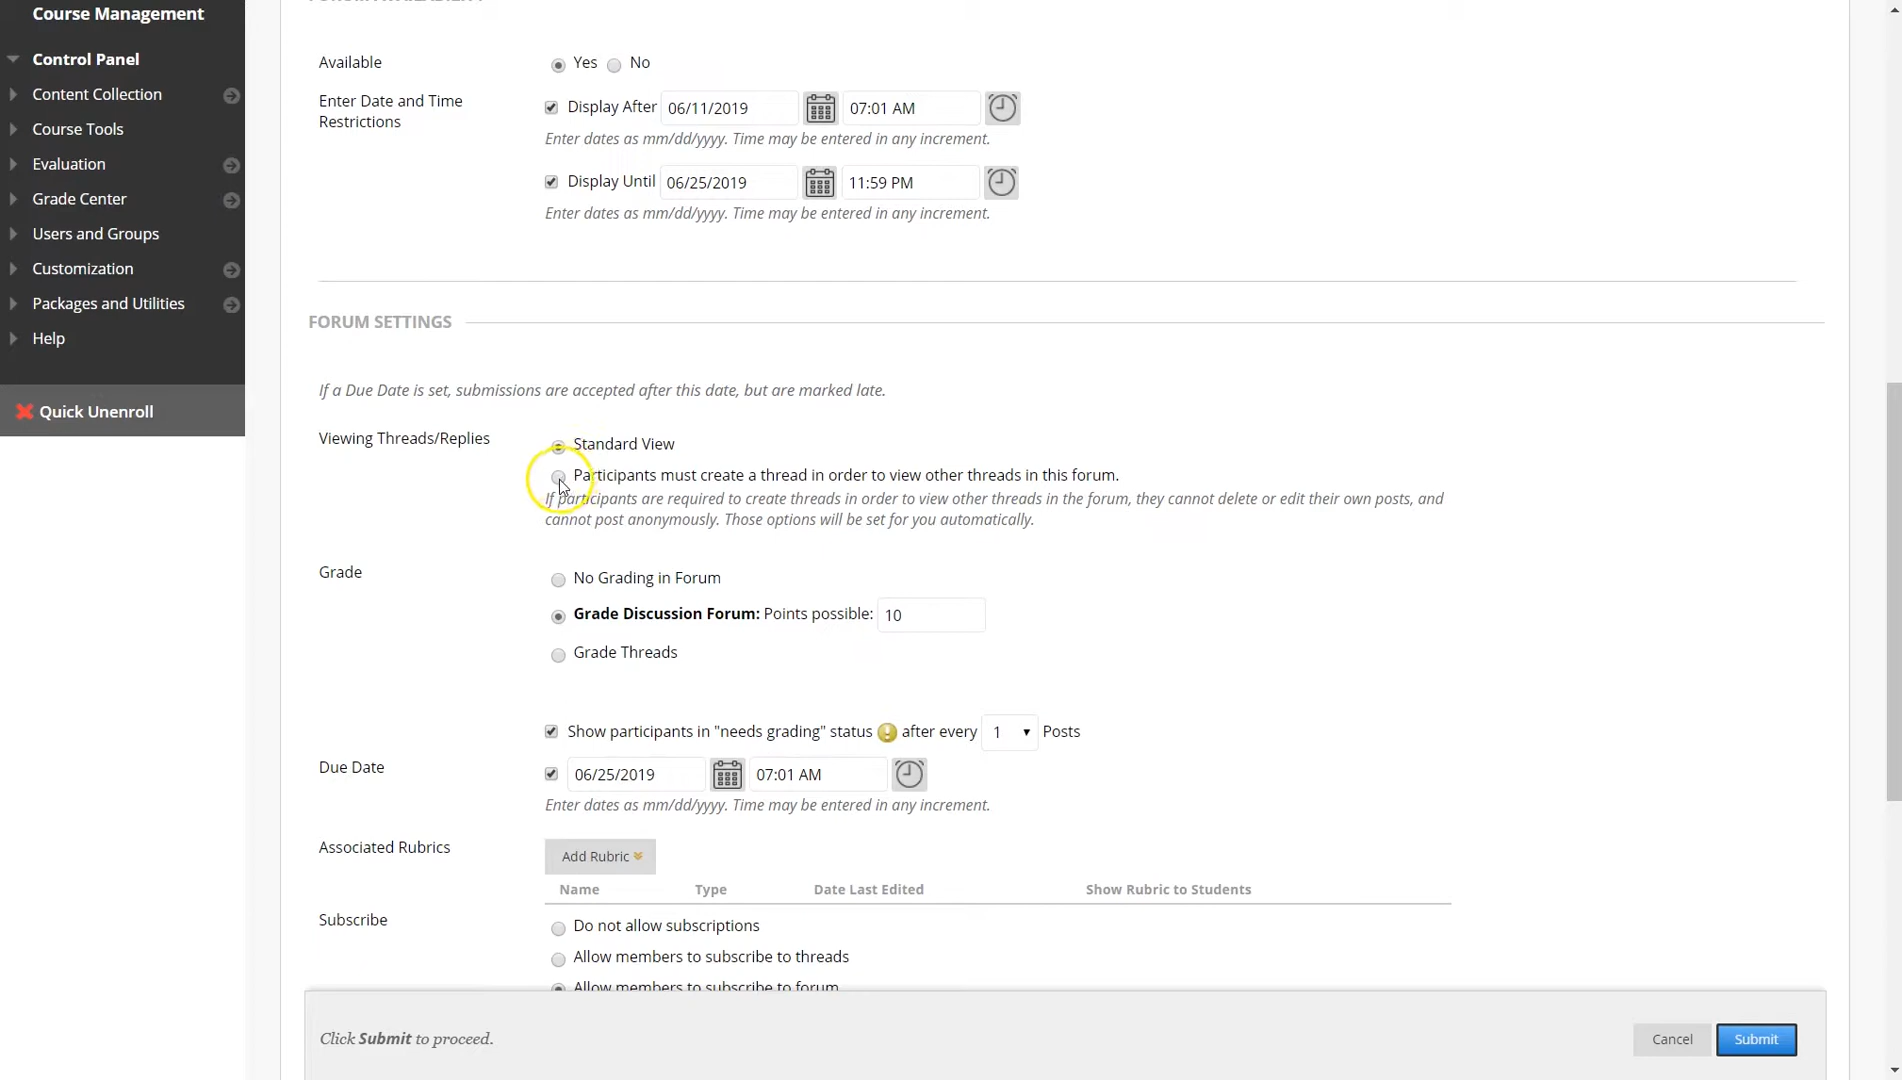 Course Management
Control Panel
Content Collection
Course Tools
Evaluation
Grade Center
Users and Groups
Customization
Packages and Utilities
Help
Quick Unenroll
Available
Yes No
Enter Date and Time
Restrictions
Display After 06/11/2019 07:01 AM
Enter dates as mm/dd/yyyy. Time may be entered in any increment.
Display Until 06/25/2019 11:59 PM
Enter dates as mm/dd/yyyy. Time may be entered in any increment.
FORUM SETTINGS
If a Due Date is set, submissions are accepted after this date, but are marked late.
Viewing Threads/Replies
Standard View
Participants must create a thread in order to view other threads in this forum.
If participants are required to create threads in order to view other threads in the forum, they cannot delete or edit their own posts, and
cannot post anonymously. Those options will be set for you automatically.
Grade
No Grading in Forum
Grade Discussion Forum: Points possible: 10
Grade Threads
Show participants in "needs grading" status after every 1 Posts
Due Date
06/25/2019 07:01 AM
Enter dates as mm/dd/yyyy. Time may be entered in any increment.
Associated Rubrics
Add Rubric
Name Type Date Last Edited Show Rubric to Students
Subscribe
Do not allow subscriptions
Allow members to subscribe to threads
Allow members to subscribe to forum
Click Submit to proceed.
Cancel Submit